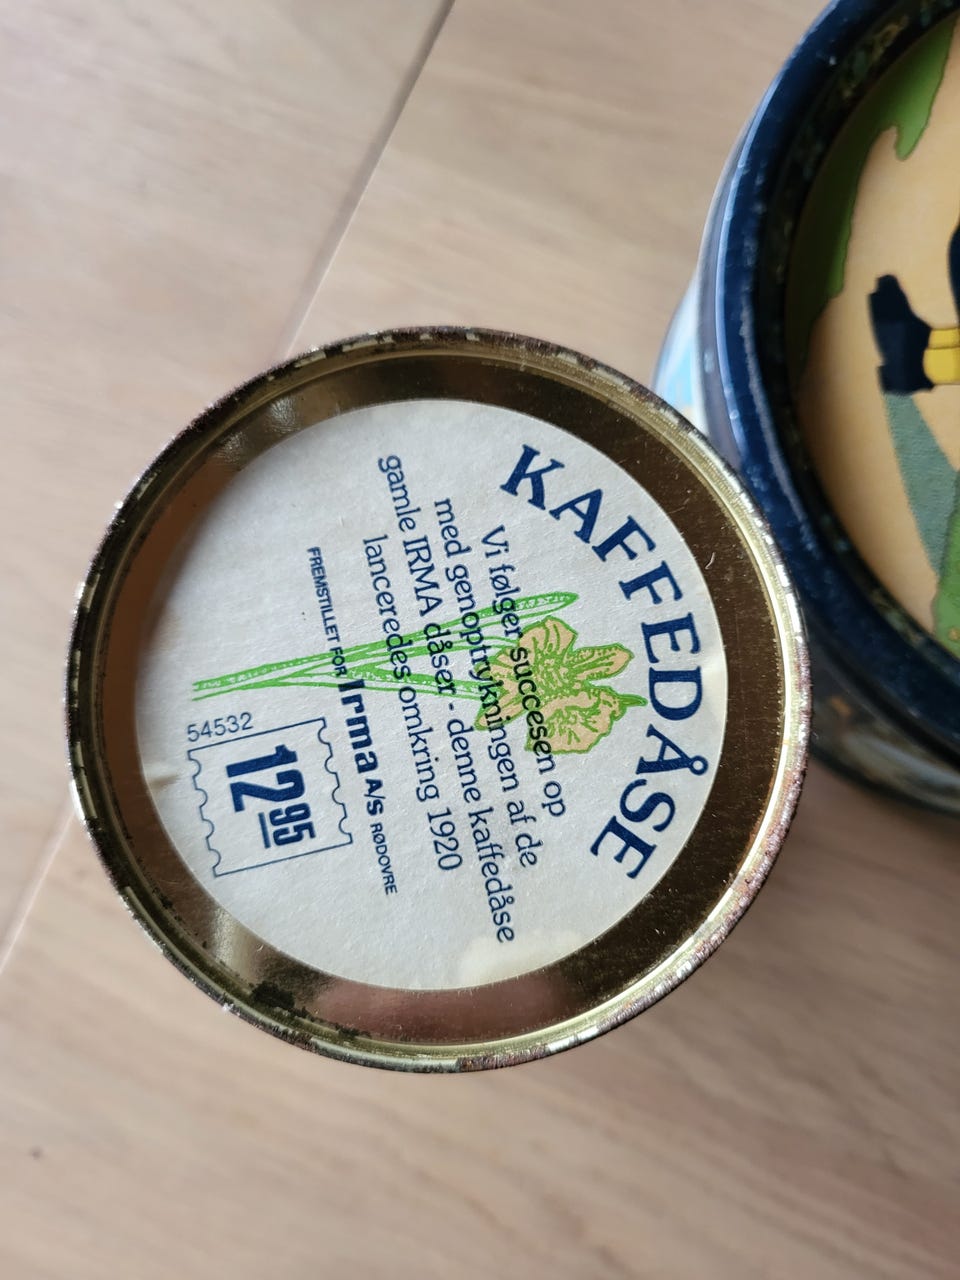 KAFFEDÅSE
Vi følger succesen op
med genoptrykningen af de
gamle IRMA dåser - denne kaffedåse
lanceredes omkring 1920
FREMSTILLET FOR Irma A/S RØDOVRE
54532
12 95